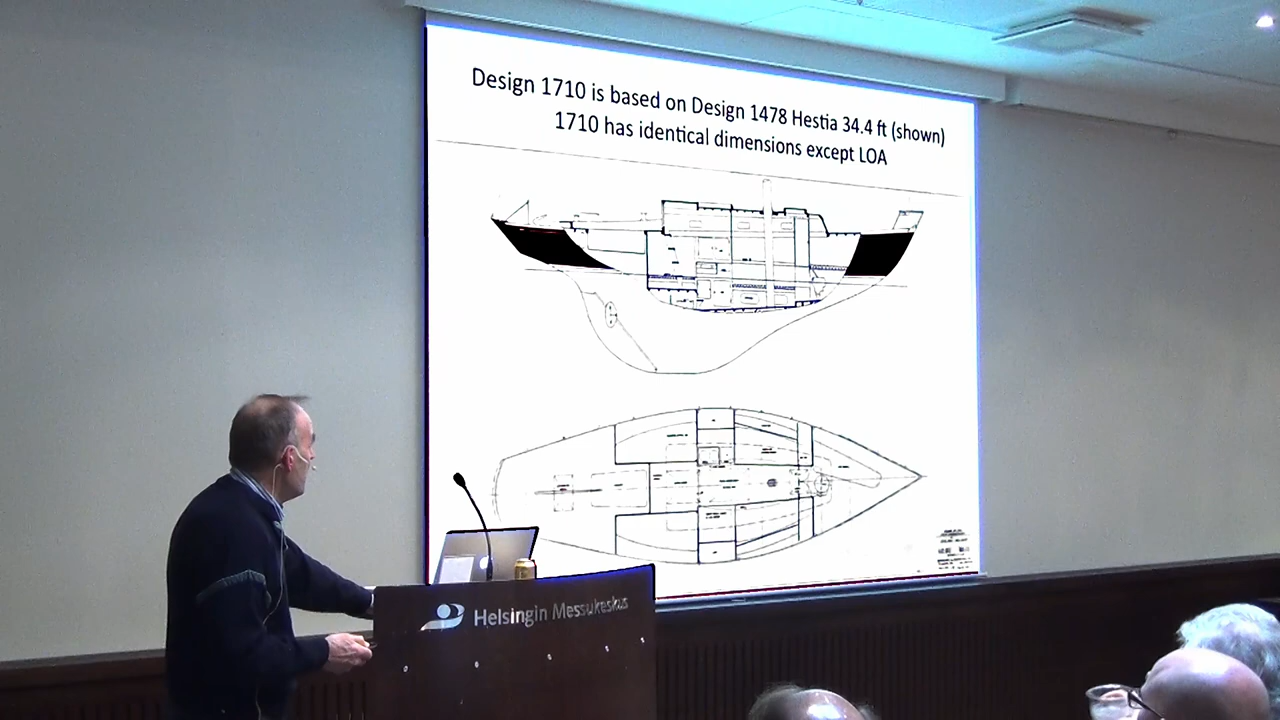 Design 1710 is based on Design 1478 Hestia 34.4 ft (shown)
1710 has identical dimensions except LOA
Helsingin Messukeskus